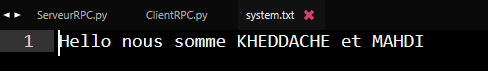 ServeurRPC.py ClientRPC.py system.txt
1 Hello nous somme KHEDDACHE et MAHDI